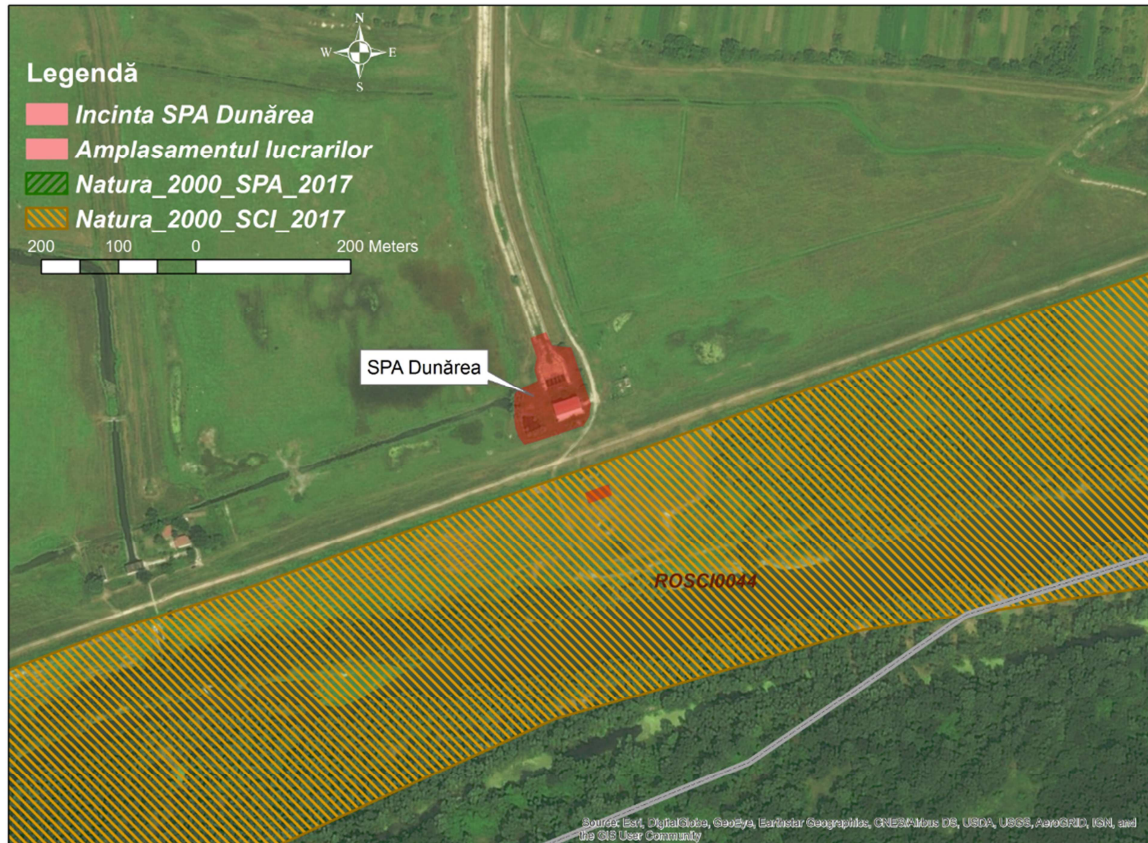 N
W E
S
Legendă
Incinta SPA Dunărea
Amplasamentul lucrarilor
Natura_2000_SPA_2017
Natura_2000_SCI_2017
200 100 0 200 Meters
SPA Dunărea
ROSCI0044
Source: Esri, DigitalGlobe, GeoEye, Earthstar Geographics, CNES/Airbus DS, USDA, USGS, AeroGRID, IGN, and
the GIS User Community